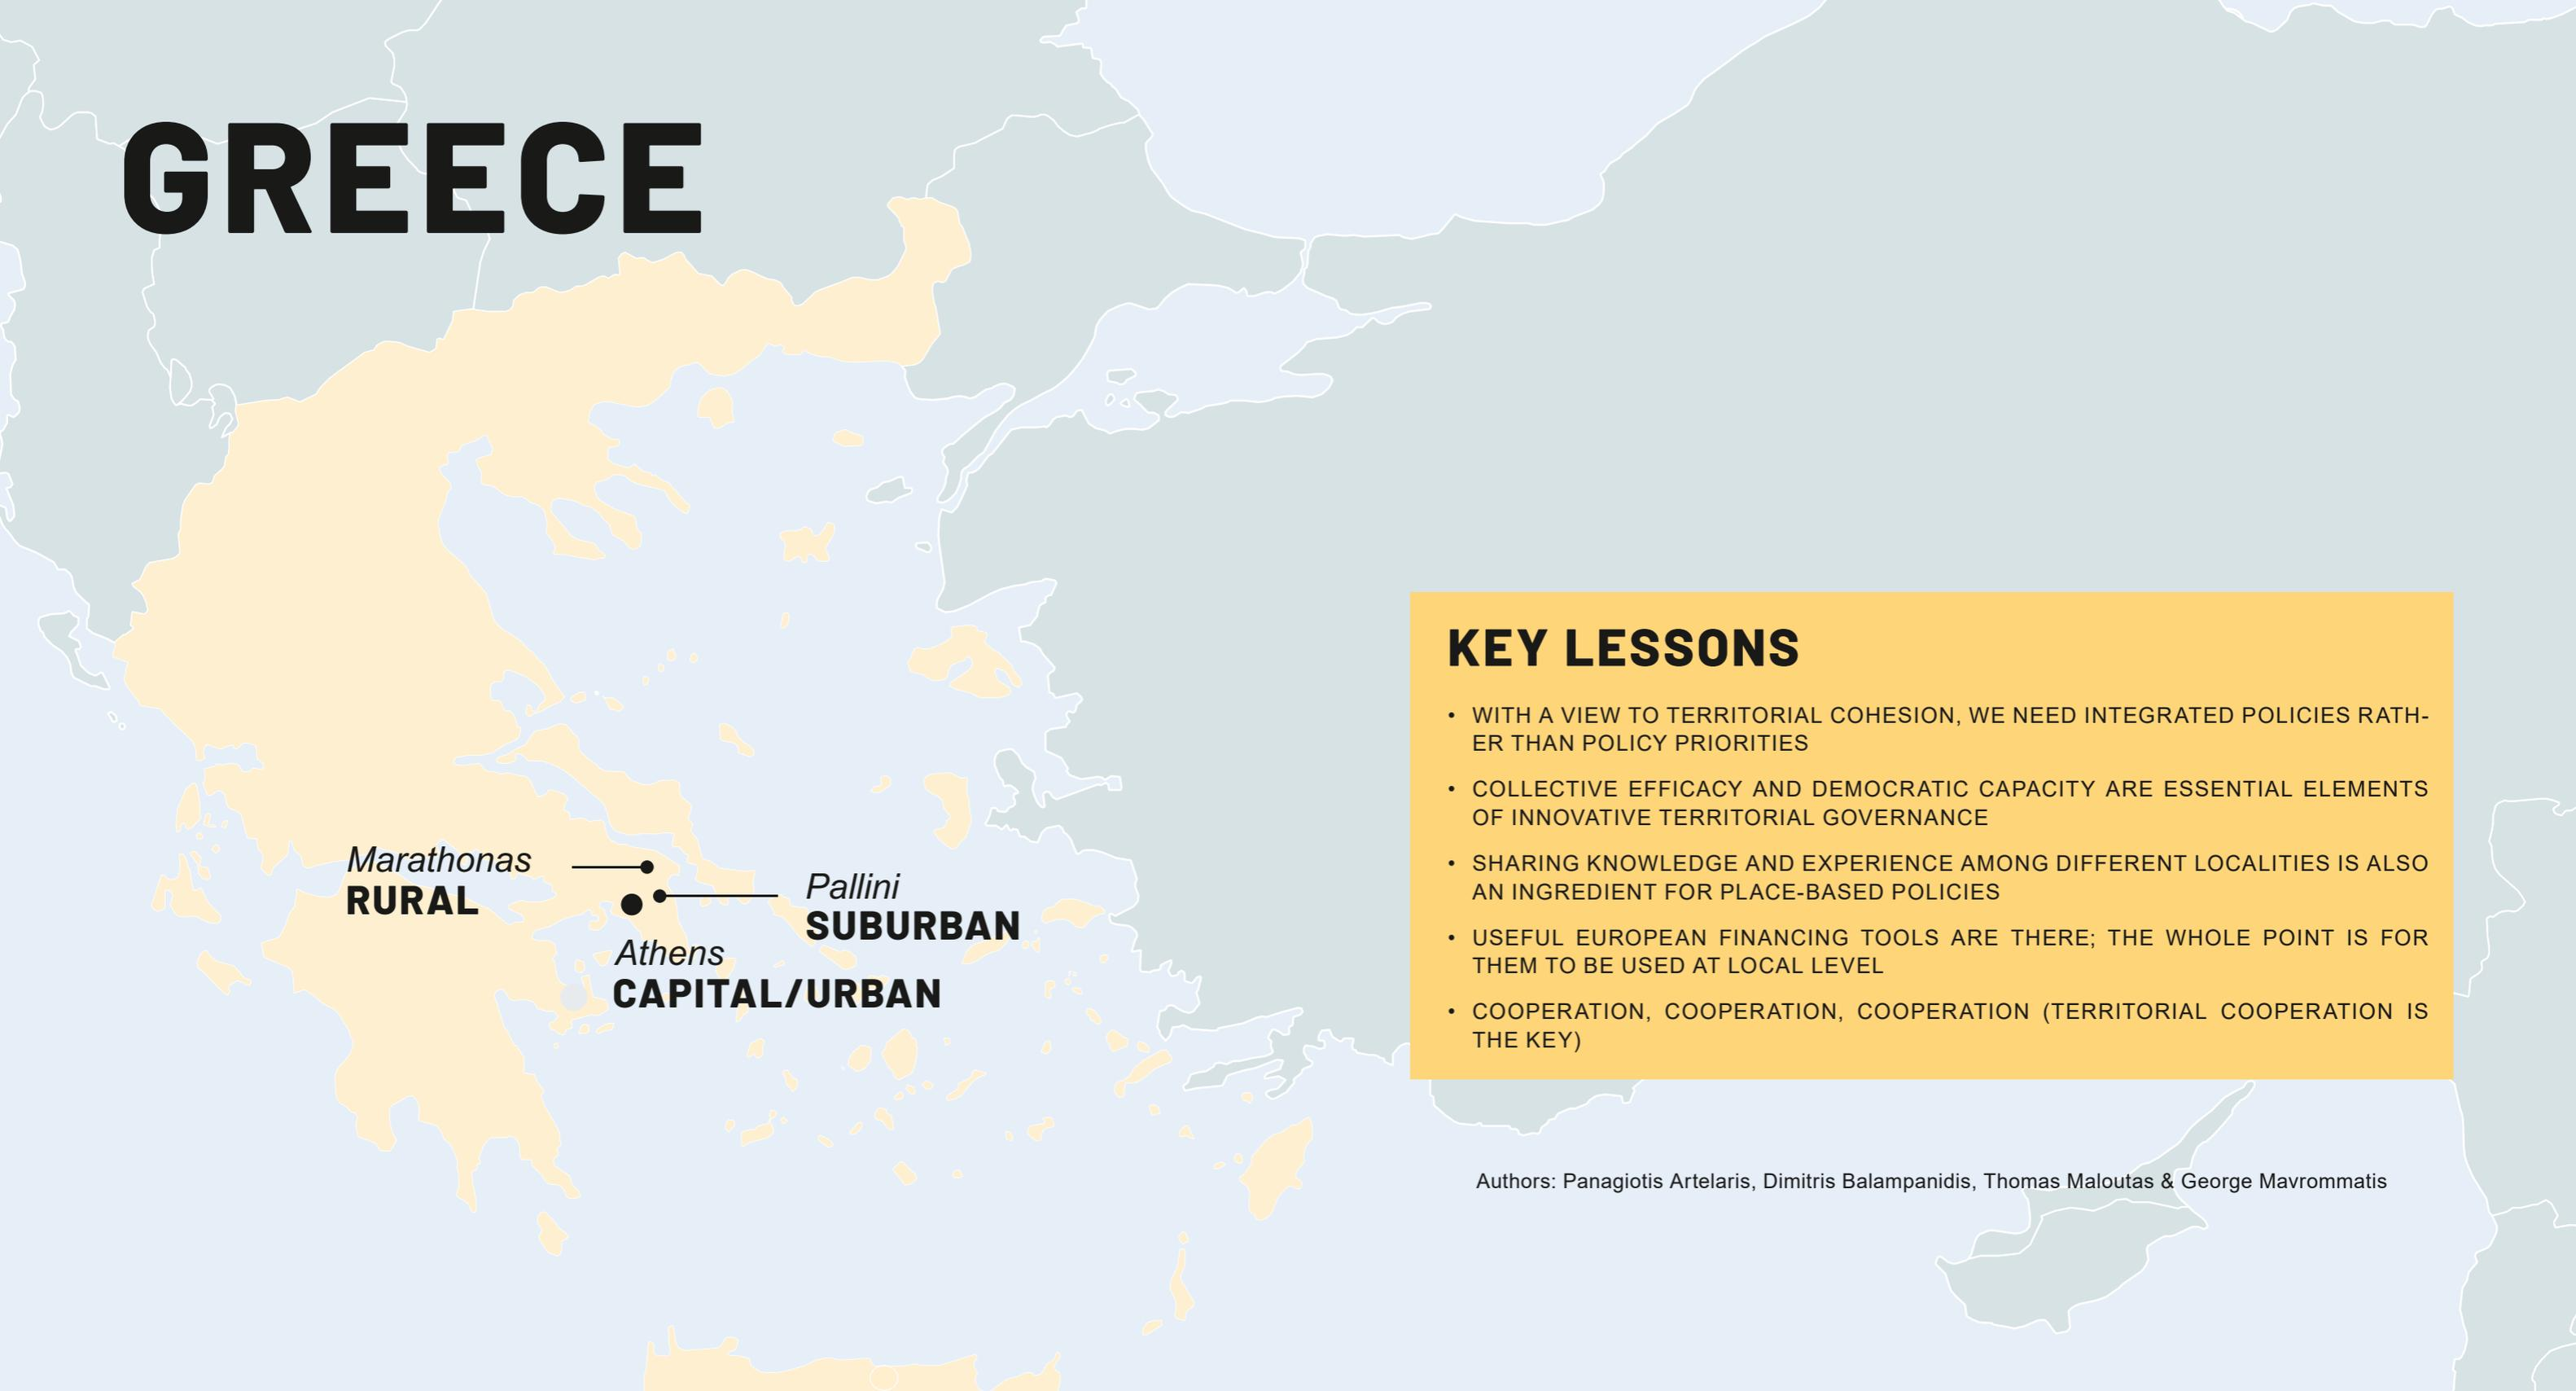 GREECE
Marathonas
RURAL
Pallini
SUBURBAN
Athens
CAPITAL/URBAN
KEY LESSONS
• WITH A VIEW TO TERRITORIAL COHESION, WE NEED INTEGRATED POLICIES RATH-
ER THAN POLICY PRIORITIES
• COLLECTIVE EFFICACY AND DEMOCRATIC CAPACITY ARE ESSENTIAL ELEMENTS
OF INNOVATIVE TERRITORIAL GOVERNANCE
• SHARING KNOWLEDGE AND EXPERIENCE AMONG DIFFERENT LOCALITIES IS ALSO
AN INGREDIENT FOR PLACE-BASED POLICIES
• USEFUL EUROPEAN FINANCING TOOLS ARE THERE; THE WHOLE POINT IS FOR
THEM TO BE USED AT LOCAL LEVEL
• COOPERATION, COOPERATION, COOPERATION (TERRITORIAL COOPERATION IS
THE KEY)
Authors: Panagiotis Artelaris, Dimitris Balampanidis, Thomas Maloutas & George Mavrommatis